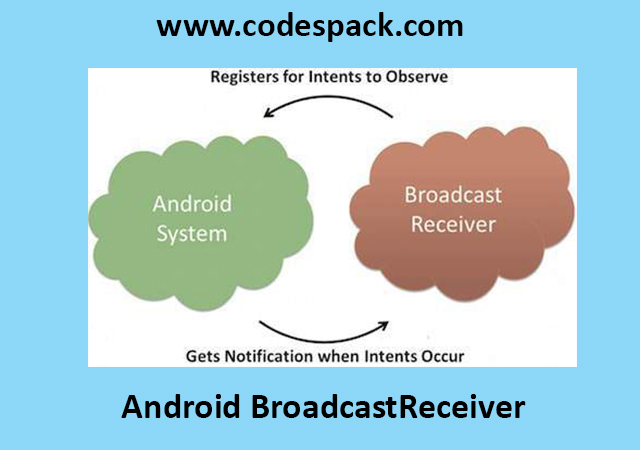 www.codespack.com
Registers for Intents to Observe
Android
System
Broadcast
Receiver
Gets Notification when Intents Occur
Android BroadcastReceiver